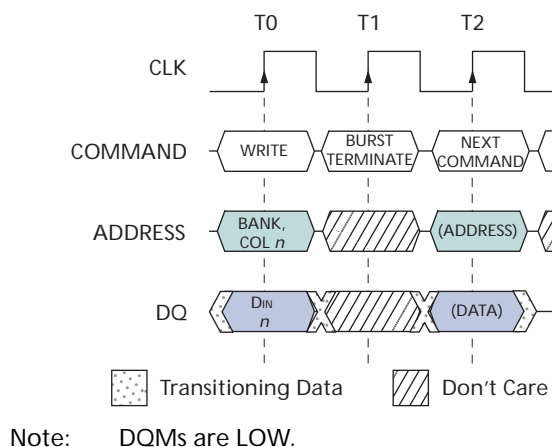 T0 T1 T2
CLK
COMMAND WRITE BURST TERMINATE NEXT COMMAND
ADDRESS BANK, COL n (ADDRESS)
DQ DIN n (DATA)
Transitioning Data Don't Care
Note: DQMs are LOW.